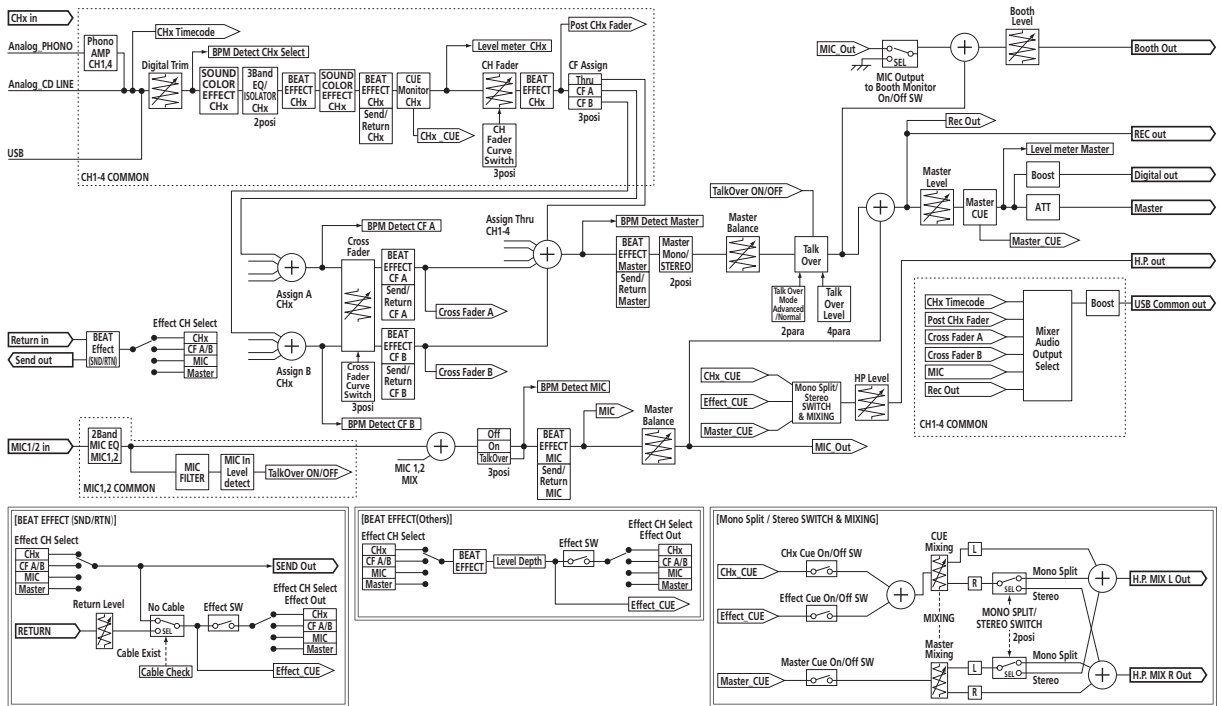 CHx in
Analog_PHONO
Phono
AMP
CH1,4
CHx Timecode
BPM Detect CHx Select
Digital Trim
Analog_CD LINE
SOUND
COLOR
EFFECT
CHx
3Band
EQ/
ISOLATOR
CHx
2posi
BEAT
EFFECT
CHx
SOUND
COLOR
EFFECT
CHx
BEAT
EFFECT
CHx
Send/
Return
CHx
CUE
Monitor
CHx
CHx _CUE
Level meter_CHx
CH Fader
CH
Fader
Curve
Switch
3posi
BEAT
EFFECT
CHx
Post CHx Fader
CF Assign
Thru
CF A
CF B
3posi
USB
CH1-4 COMMON
MIC_Out
SEL
MIC Output
to Booth Monitor
On/Off SW
Booth
Level
Booth Out
Rec Out
REC out
Level meter Master
Boost
Digital out
Master
Level
Master
CUE
ATT
Master
Master_CUE
H.P. out
TalkOver ON/OFF
BPM Detect CF A
Cross
Fader
BEAT
EFFECT
CF A
Send/
Return
CF A
Assign A
CHx
Assign Thru
CH1-4
BPM Detect Master
BEAT
EFFECT
Master
Send/
Return
Master
Master
Mono/
STEREO
2posi
Master
Balance
Talk
Over
Talk Over
Mode
Advanced
/Normal
2para
Talk
Over
Level
4para
Cross Fader A
Return in
Send out
BEAT
Effect
(SND/RTN)
Effect CH Select
CHx
CF A/B
MIC
Master
Assign B
CHx
Cross
Fader
Curve
Switch
3posi
BEAT
EFFECT
CF B
Send/
Return
CF B
Cross Fader B
BPM Detect CF B
CHx Timecode
Post CHx Fader
Cross Fader A
Cross Fader B
MIC
Rec Out
Mixer
Audio
Output
Select
Boost
USB Common out
CH1-4 COMMON
CHx_CUE
Effect_CUE
Master_CUE
Mono Split/
Stereo
SWITCH
& MIXING
HP Level
MIC1/2 in
2Band
MIC EQ
MIC1,2
MIC
FILTER
MIC In
Level
detect
TalkOver ON/OFF
MIC1,2 COMMON
MIC 1,2
MIX
Off
On
TalkOver
3posi
BPM Detect MIC
BEAT
EFFECT
MIC
Send/
Return
MIC
MIC
Master
Balance
MIC_Out
[BEAT EFFECT (SND/RTN)]
Effect CH Select
CHx
CF A/B
MIC
Master
SEND Out
Return Level
RETURN
No Cable
SEL
Cable Exist
Cable Check
Effect SW
Effect CH Select
Effect Out
CHx
CF A/B
MIC
Master
Effect_CUE
[BEAT EFFECT(Others)]
Effect CH Select
CHx
CF A/B
MIC
Master
BEAT
EFFECT
Level Depth
Effect SW
Effect CH Select
Effect Out
CHx
CF A/B
MIC
Master
Effect_CUE
[Mono Split / Stereo SWITCH & MIXING]
CHx Cue On/Off SW
CHx_CUE
Effect Cue On/Off SW
Effect_CUE
Master Cue On/Off SW
Master_CUE
CUE
Mixing
MIXING
Master
Mixing
L
R
SEL
Mono Split
Stereo
MONO SPLIT/
STEREO SWITCH
2posi
L
SEL
Mono Split
Stereo
R
H.P. MIX L Out
H.P. MIX R Out